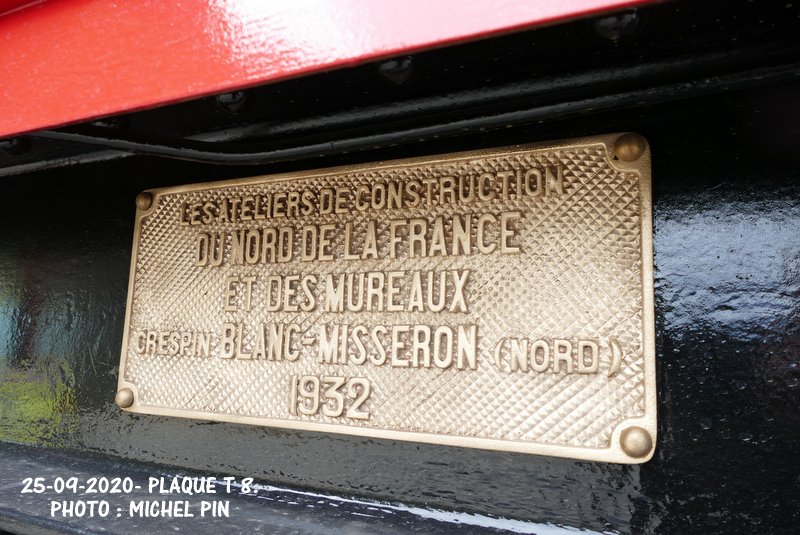 LES ATELIERS DE CONSTRUCTION
DU NORD DE LA FRANCE
ET DES MUREAUX
CRESPIN BLANC-MISSERON (NORD)
1932
25-09-2020- PLAQUE T 8.
PHOTO : MICHEL PIN